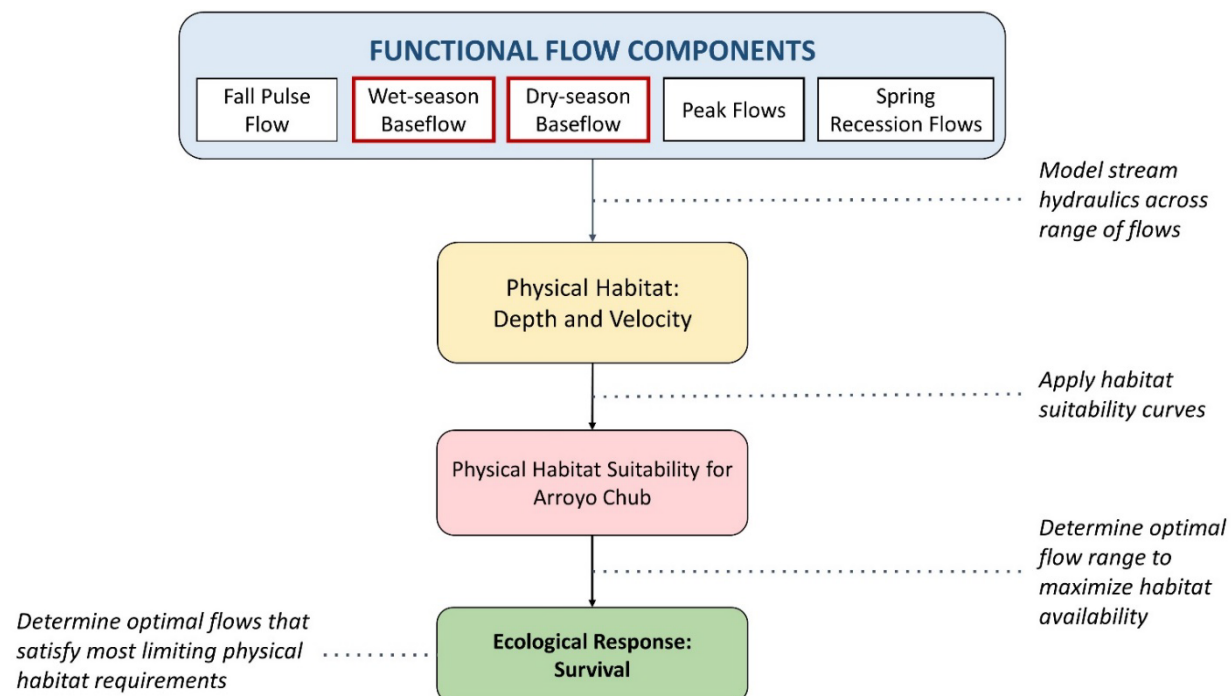 FUNCTIONAL FLOW COMPONENTS
Fall Pulse
Flow
Wet-season
Baseflow
Dry-season
Baseflow
Peak Flows
Spring
Recession Flows
Model stream
hydraulics across
range of flows
Physical Habitat:
Depth and Velocity
Apply habitat
suitability curves
Physical Habitat Suitability for
Arroyo Chub
Determine optimal
flow range to
maximize habitat
availability
Determine optimal flows that
satisfy most limiting physical
habitat requirements
Ecological Response:
Survival